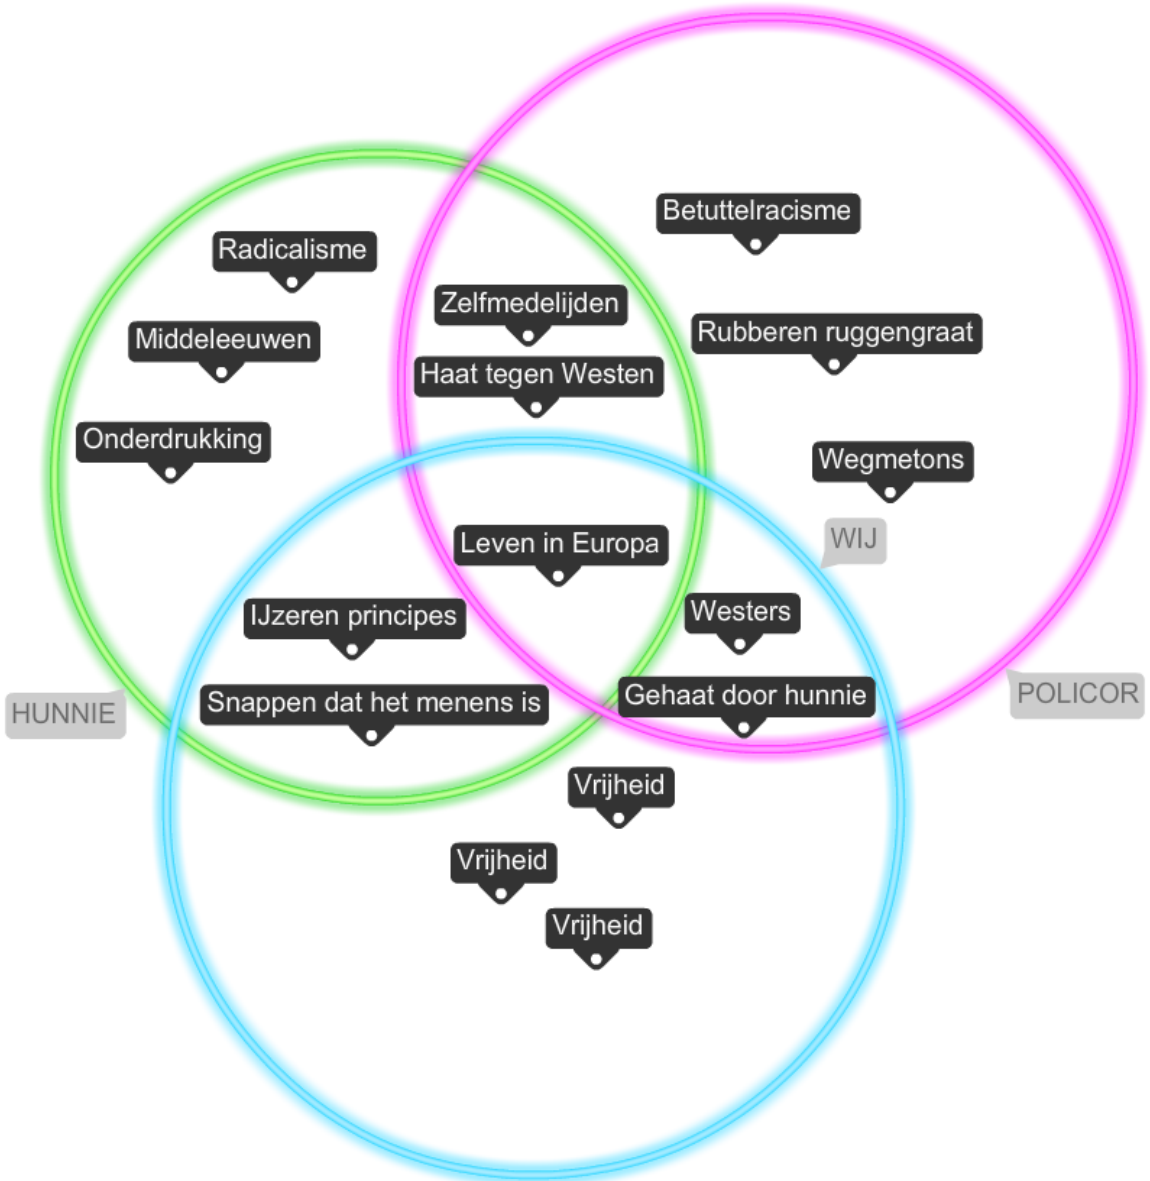 Betuttelracisme
Radicalisme
Zelfmedelijden
Rubberen ruggengraat
Middeleeuwen
Haat tegen Westen
Onderdrukking
Wegmetons
WIJ
Leven in Europa
IJzeren principes
Westers
HUNNIE
Snappen dat het menens is
Gehaat door hunnie
POLICOR
Vrijheid
Vrijheid
Vrijheid